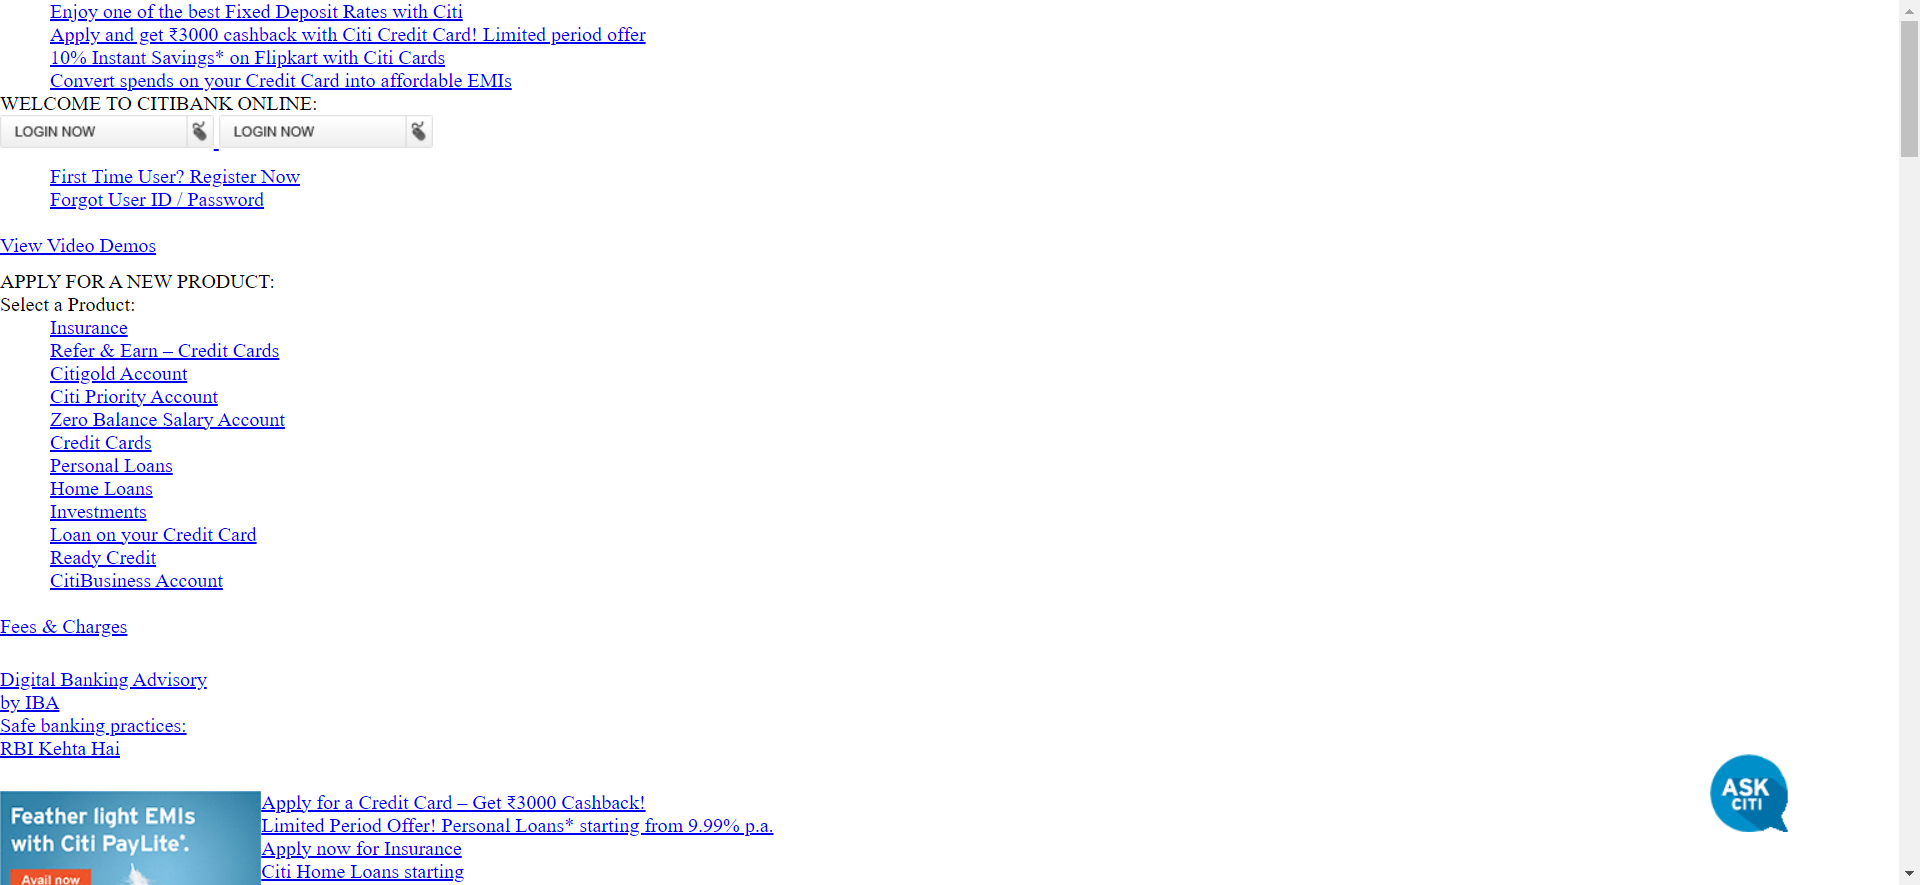 Enjoy one of the best Fixed Deposit Rates with Citi
Apply and get ₹3000 cashback with Citi Credit Card! Limited period offer
10% Instant Savings* on Flipkart with Citi Cards
Convert spends on your Credit Card into affordable EMIs
WELCOME TO CITIBANK ONLINE:
LOGIN NOW LOGIN NOW
First Time User? Register Now
Forgot User ID / Password
View Video Demos
APPLY FOR A NEW PRODUCT:
Select a Product:
Insurance
Refer & Earn – Credit Cards
Citigold Account
Citi Priority Account
Zero Balance Salary Account
Credit Cards
Personal Loans
Home Loans
Investments
Loan on your Credit Card
Ready Credit
CitiBusiness Account
Fees & Charges
Digital Banking Advisory
by IBA
Safe banking practices:
RBI Kehta Hai
Feather light EMIs
with Citi PayLite*.
Avail now
Apply for a Credit Card – Get ₹3000 Cashback!
Limited Period Offer! Personal Loans* starting from 9.99% p.a.
Apply now for Insurance
Citi Home Loans starting
ASK
CITI